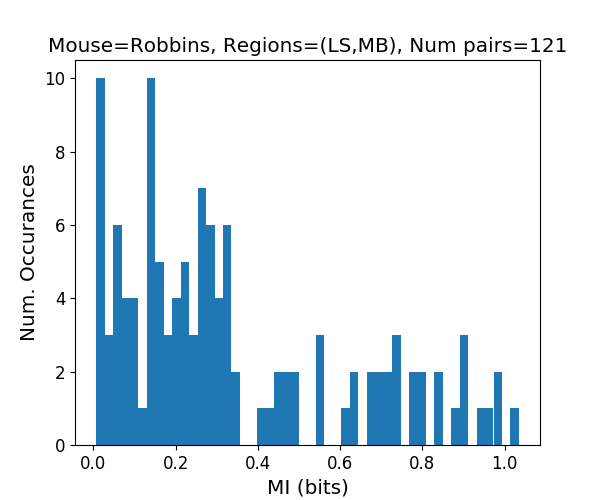 Mouse=Robbins, Regions=(LS,MB), Num pairs=121
10
8
6
4
2
0
Num. Occurances
0.0 0.2 0.4 0.6 0.8 1.0
MI (bits)